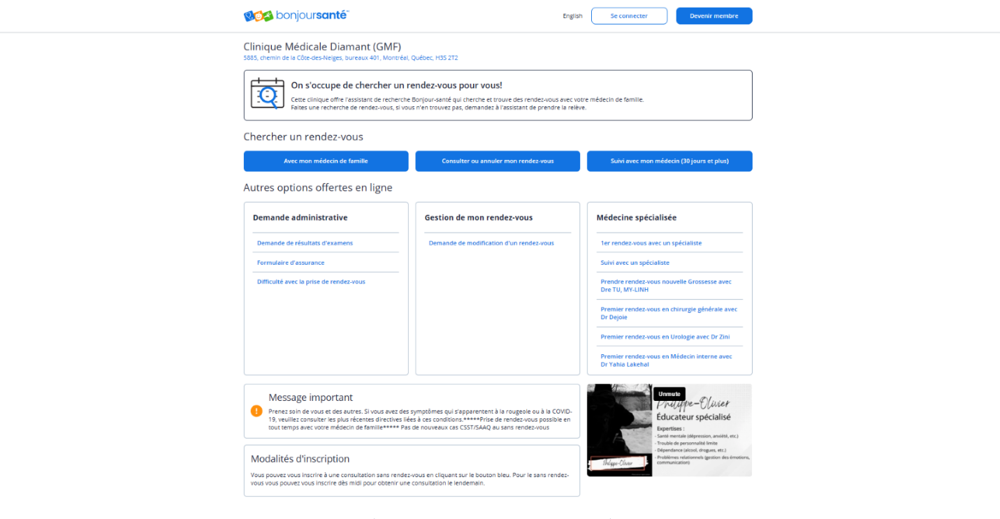 bonjoursanté
English
Se connecter
Devenir membre
Clinique Médicale Diamant (GMF)
5885, chemin de la Côte-des-Neiges, bureaux 401, Montréal, Québec, H3S 2T2
On s'occupe de chercher un rendez-vous pour vous!
Cette clinique offre l'assistant de recherche Bonjour-santé qui cherche et trouve des rendez-vous avec votre médecin de famille.
Faites une recherche de rendez-vous, si vous n'en trouvez pas, demandez à l'assistant de prendre la relève.
Chercher un rendez-vous
Avec mon médecin de famille
Consulter ou annuler mon rendez-vous
Suivi avec mon médecin (30 jours et plus)
Autres options offertes en ligne
Demande administrative
Demande de résultats d'examens
Formulaire d'assurance
Difficulté avec la prise de rendez-vous
Gestion de mon rendez-vous
Demande de modification d'un rendez-vous
Médecine spécialisée
1er rendez-vous avec un spécialiste
Suivi avec un spécialiste
Prendre rendez-vous nouvelle Grossesse avec
Dre TU, MY-LINH
Premier rendez-vous en chirurgie générale avec
Dr Dejoie
Premier rendez-vous en Urologie avec Dr Zini
Premier rendez-vous en Médecin interne avec
Dr Yahia Lakehal
Message important
Prenez soin de vous et des autres. Si vous avez des symptômes qui s'apparentent à la rougeole ou à la COVID-
19, veuillez consulter les plus récentes directives liées à ces conditions.*****Prise de rendez-vous possible en
tout temps avec votre médecin de famille***** Pas de nouveaux cas CSST/SAAQ au sans rendez-vous
Modalités d'inscription
Vous pouvez vous inscrire à une consultation sans rendez-vous en cliquant sur le bouton bleu. Pour le sans rendez-
vous vous pouvez vous inscrire dès midi pour obtenir une consultation le lendemain.
Unmute
Philippe-Olivier
Éducateur spécialisé
Expertises :
- Santé mentale (dépression, anxiété, etc.)
- Trouble de personnalité limite
- Dépendance (alcool, drogues, etc.)
- Problèmes relationnels (gestion des émotions,
communication)
Philippe-Olivier